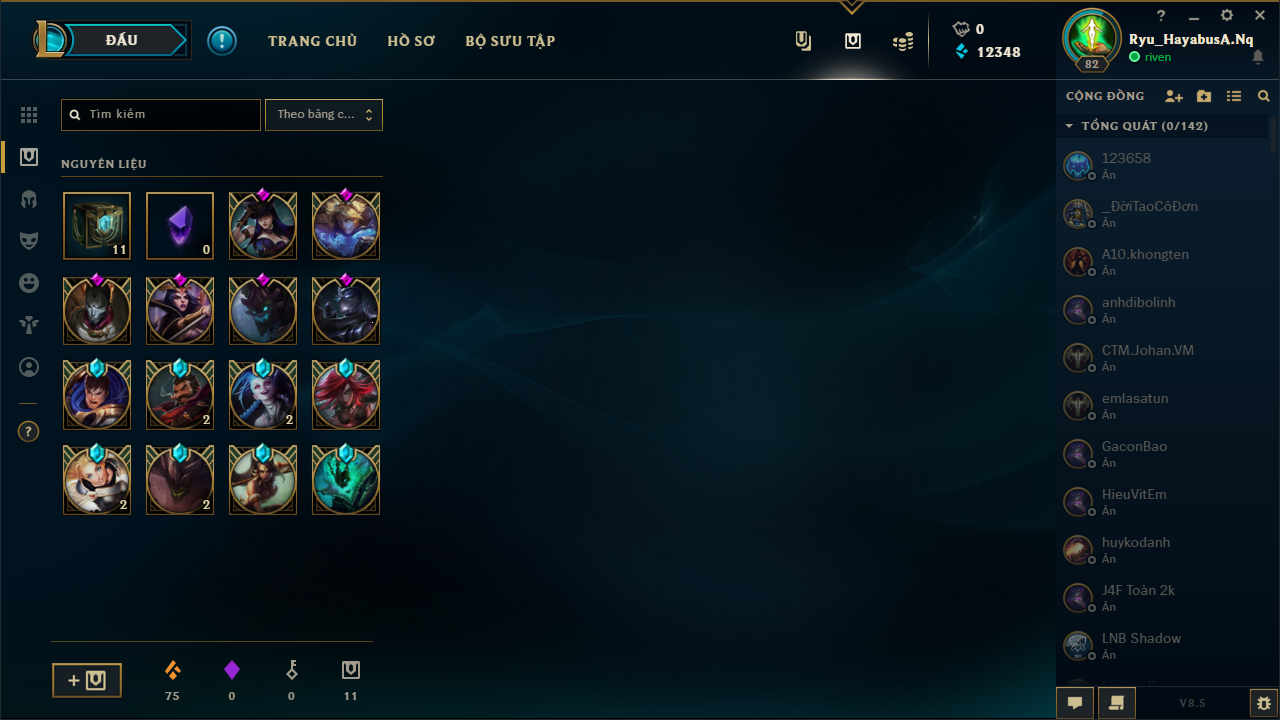 ĐẤU
TRANG CHỦ
HỒ SƠ
BỘ SƯU TẬP
0
12348
82
Ryu_HayabusA.Nq
riven
Tìm kiếm
Theo bảng c...
NGUYÊN LIỆU
11
0
2
2
2
2
75
0
0
11
CỘNG ĐỒNG
TỔNG QUÁT (0/142)
123658
Ẩn
_ĐờiTaoCôĐơn
Ẩn
A10.khongten
Ẩn
anhdibolinh
Ẩn
CTM.Johan.VM
Ẩn
emlasatun
Ẩn
GaconBao
Ẩn
HieuVitEm
Ẩn
huykodanh
Ẩn
J4F Toàn 2k
Ẩn
LNB Shadow
Ẩn
V8.5